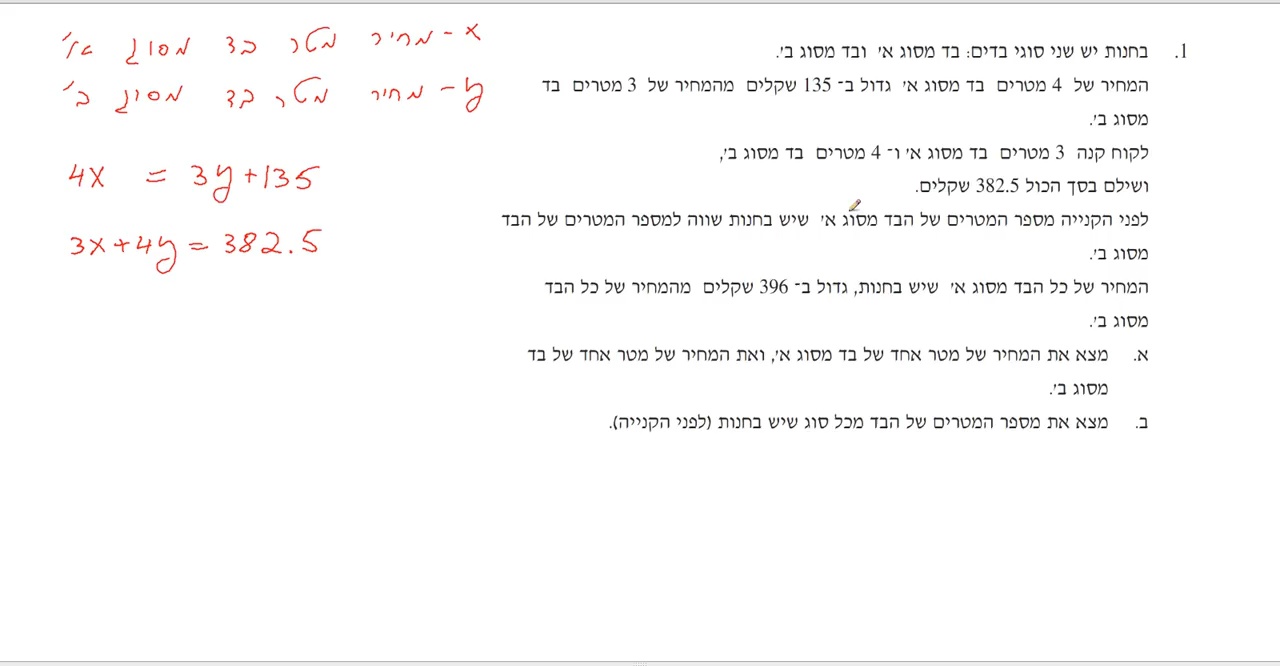 x - מחיר מטר בד מסוג א'
y - מחיר מטר בד מסוג ב'
4x = 3y+135
3x+4y = 382.5
.1 בחנות יש שני סוגי בדים: בד מסוג א׳ ובד מסוג ב׳.
המחיר של 4 מטרים בד מסוג א׳ גדול ב־ 135 שקלים מהמחיר של 3 מטרים בד
מסוג ב׳.
לקוח קנה 3 מטרים בד מסוג א׳ ו־ 4 מטרים בד מסוג ב׳,
ושילם בסך הכול 382.5 שקלים.
לפני הקנייה מספר המטרים של הבד מסוג א׳ שיש בחנות שווה למספר המטרים של הבד
מסוג ב׳.
המחיר של כל הבד מסוג א׳ שיש בחנות, גדול ב־ 396 שקלים מהמחיר של כל הבד
מסוג ב׳.
א. מצא את המחיר של מטר אחד של בד מסוג א׳, ואת המחיר של מטר אחד של בד
מסוג ב׳.
ב. מצא את מספר המטרים של הבד מכל סוג שיש בחנות (לפני הקנייה).